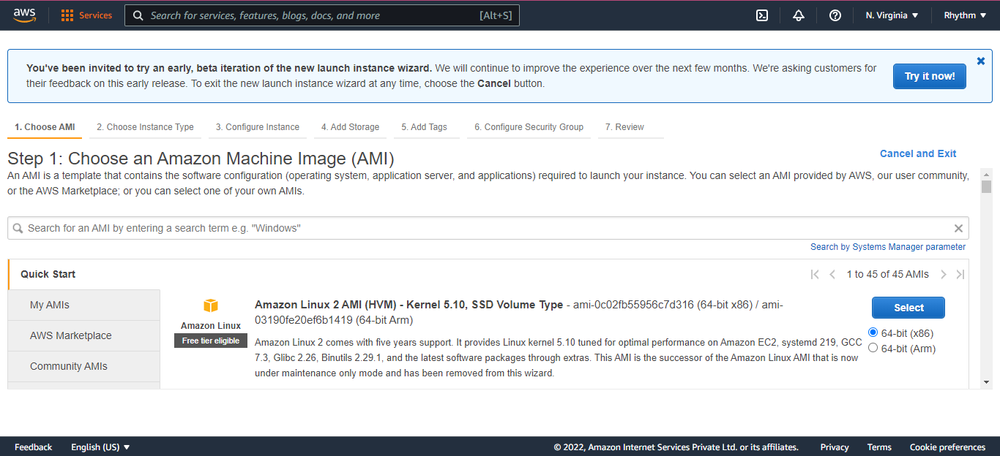 aws
Services
Search for services, features, blogs, docs, and more
[Alt+S]
N. Virginia ▼
Rhythm ▼
You've been invited to try an early, beta iteration of the new launch instance wizard. We will continue to improve the experience over the next few months. We're asking customers for
their feedback on this early release. To exit the new launch instance wizard at any time, choose the Cancel button.
Try it now!
1. Choose AMI
2. Choose Instance Type
3. Configure Instance
4. Add Storage
5. Add Tags
6. Configure Security Group
7. Review
Step 1: Choose an Amazon Machine Image (AMI)
Cancel and Exit
An AMI is a template that contains the software configuration (operating system, application server, and applications) required to launch your instance. You can select an AMI provided by AWS, our user community,
or the AWS Marketplace; or you can select one of your own AMIs.
Search for an AMI by entering a search term e.g. "Windows"
Search by Systems Manager parameter
Quick Start
1 to 45 of 45 AMIs
My AMIs
AWS Marketplace
Community AMIs
Amazon Linux
Free tier eligible
Amazon Linux 2 AMI (HVM) - Kernel 5.10, SSD Volume Type - ami-0c02fb55956c7d316 (64-bit x86) / ami-
03190fe20ef6b1419 (64-bit Arm)
Amazon Linux 2 comes with five years support. It provides Linux kernel 5.10 tuned for optimal performance on Amazon EC2, systemd 219, GCC
7.3, Glibc 2.26, Binutils 2.29.1, and the latest software packages through extras. This AMI is the successor of the Amazon Linux AMI that is now
under maintenance only mode and has been removed from this wizard.
Select
64-bit (x86)
64-bit (Arm)
Feedback
English (US) ▼
© 2022, Amazon Internet Services Private Ltd. or its affiliates.
Privacy
Terms
Cookie preferences